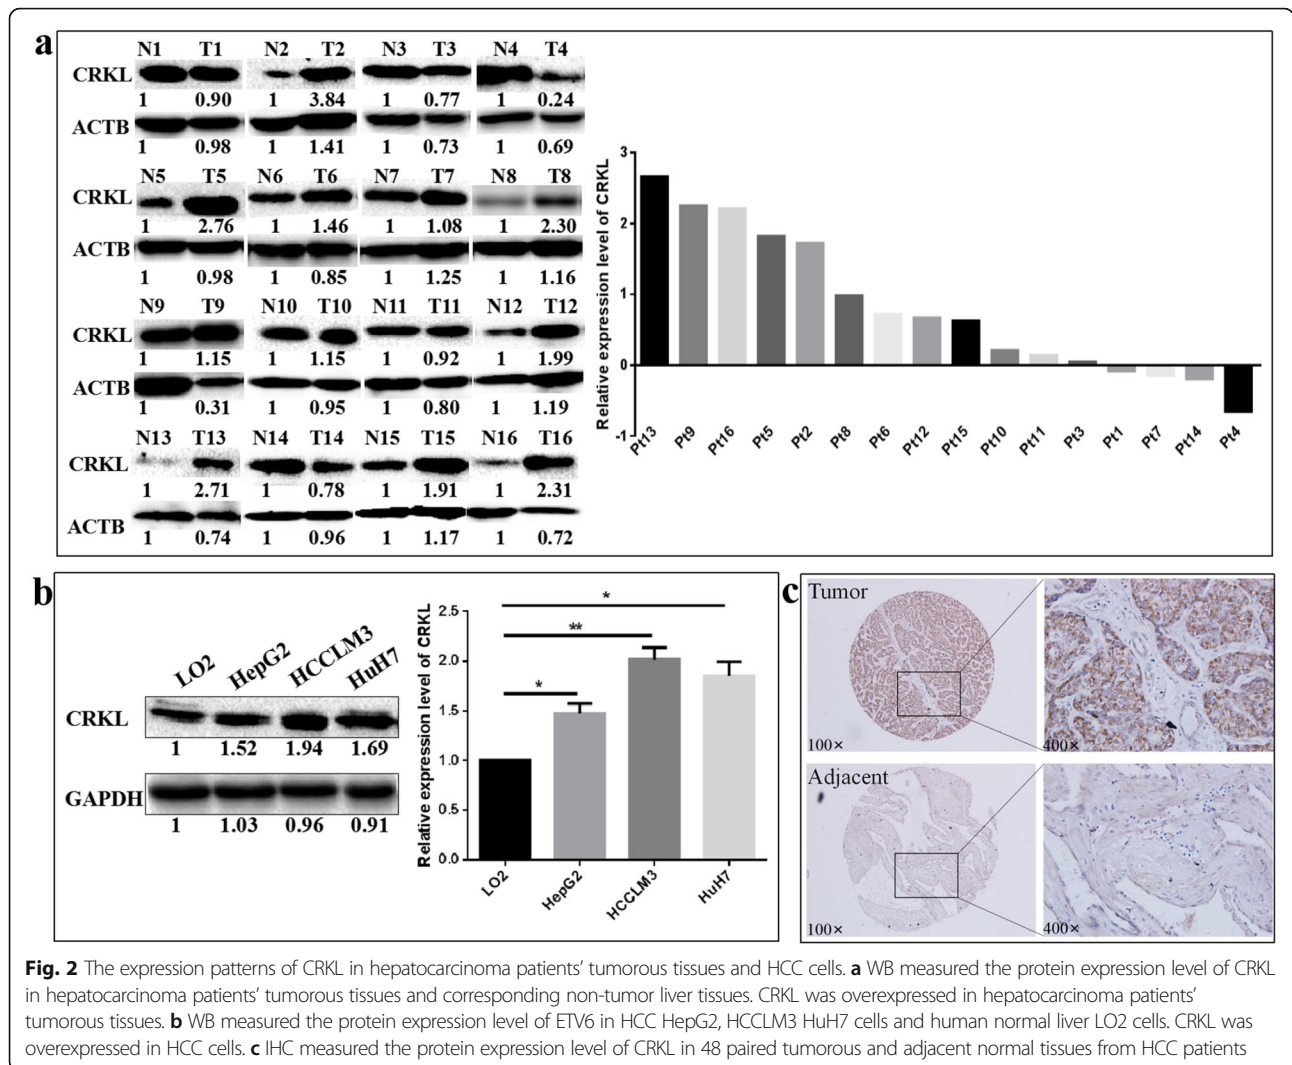 a
N1 T1 N2 T2 N3 T3 N4 T4
CRKL
1 0.90 1 3.84 1 0.77 1 0.24
ACTB
1 0.98 1 1.41 1 0.73 1 0.69
N5 T5 N6 T6 N7 T7 N8 T8
CRKL
1 2.76 1 1.46 1 1.08 1 2.30
ACTB
1 0.98 1 0.85 1 1.25 1 1.16
N9 T9 N10 T10 N11 T11 N12 T12
CRKL
1 1.15 1 1.15 1 0.92 1 1.99
ACTB
1 0.31 1 0.95 1 0.80 1 1.19
N13 T13 N14 T14 N15 T15 N16 T16
CRKL
1 2.71 1 0.78 1 1.91 1 2.31
ACTB
1 0.74 1 0.96 1 1.17 1 0.72
Relative expression level of CRKL
3
2
1
0
-1
Pt13 Pt9 Pt16 Pt5 Pt2 Pt8 Pt6 Pt12 Pt15 Pt10 Pt11 Pt3 Pt1 Pt7 Pt14 Pt4
b
LO2 HepG2 HCCLM3 HuH7
CRKL
1 1.52 1.94 1.69
GAPDH
1 1.03 0.96 0.91
Relative expression level of CRKL
2.5
2.0
1.5
1.0
0.5
0.0
*
**
*
LO2 HepG2 HCCLM3 HuH7
c
Tumor
100× 400×
Adjacent
100× 400×
Fig. 2 The expression patterns of CRKL in hepatocarcinoma patients’ tumorous tissues and HCC cells. a WB measured the protein expression level of CRKL
in hepatocarcinoma patients’ tumorous tissues and corresponding non-tumor liver tissues. CRKL was overexpressed in hepatocarcinoma patients’
tumorous tissues. b WB measured the protein expression level of ETV6 in HCC HepG2, HCCLM3 HuH7 cells and human normal liver LO2 cells. CRKL was
overexpressed in HCC cells. c IHC measured the protein expression level of CRKL in 48 paired tumorous and adjacent normal tissues from HCC patients